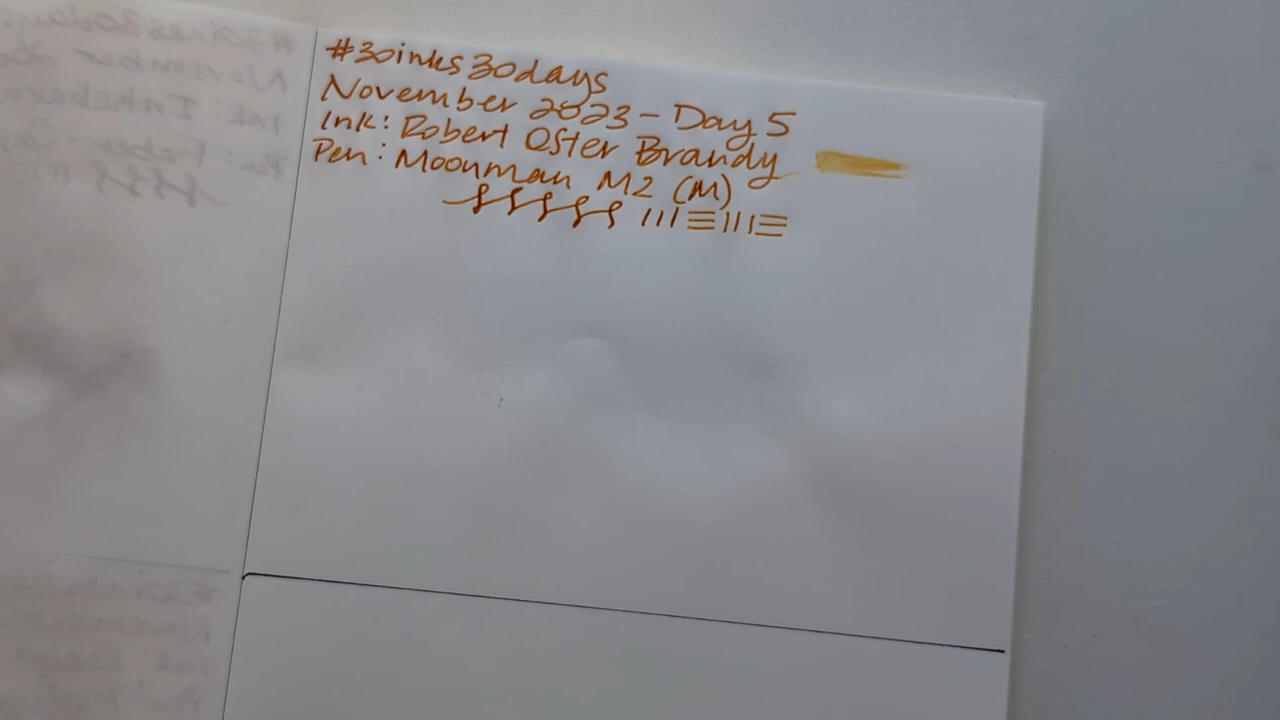 #30inks30days
November 2023 - Day 5
Ink: Robert Oster Brandy
Pen: Moonman M2 (M)